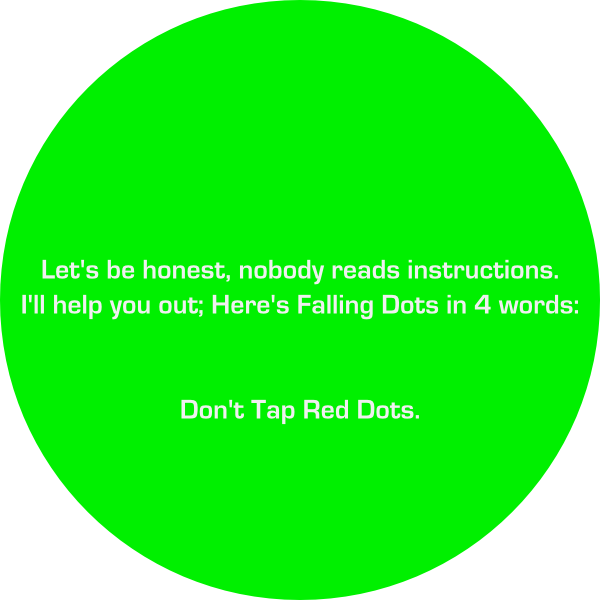 Let's be honest, nobody reads instructions.
I'll help you out; Here's Falling Dots in 4 words:
Don't Tap Red Dots.